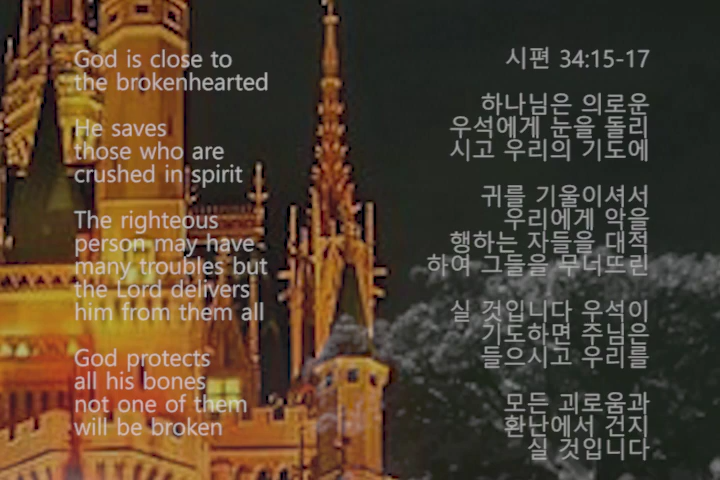 God is close to
the brokenhearted
He saves
those who are
crushed in spirit
The righteous
person may have
many troubles but
the Lord delivers
him from them all
God protects
all his bones
not one of them
will be broken
시편 34:15-17
하나님은 의로운
우석에게 눈을 돌리
시고 우리의 기도에
귀를 기울이셔서
우리에게 악을
행하는 자들을 대적
하여 그들을 무너뜨린
실 것입니다 우석이
기도하면 주님은
들으시고 우리를
모든 괴로움과
환난에서 건지
실 것입니다